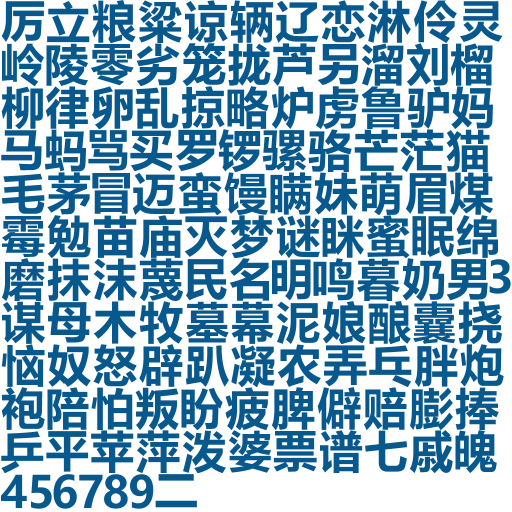 厉立粮粱谅辆辽恋淋伶灵
岭陵零劣笼拢芦另溜刘榴
柳律卵乱掠略炉虏鲁驴妈
马蚂骂买罗锣骡骆芒茫猫
毛茅冒迈蛮馒瞒妹萌眉煤
霉勉苗庙灭梦谜眯蜜眠绵
磨抹沫蔑民名明鸣暮奶男3
谋母木牧墓幕泥娘酿囊挠
恼奴怒辟趴凝农弄乓胖炮
袍陪怕叛盼疲脾僻赔膨捧
乒平苹萍泼婆票谱七戚魄
456789二